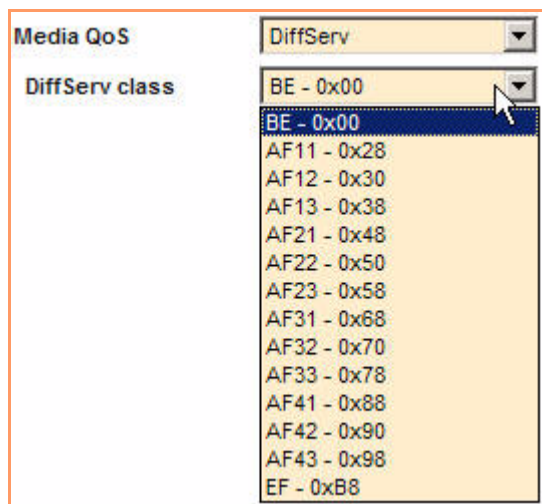 Media QoS DiffServ
DiffServ class BE - 0x00
BE - 0x00
AF11 - 0x28
AF12 - 0x30
AF13 - 0x38
AF21 - 0x48
AF22 - 0x50
AF23 - 0x58
AF31 - 0x68
AF32 - 0x70
AF33 - 0x78
AF41 - 0x88
AF42 - 0x90
AF43 - 0x98
EF - 0xB8